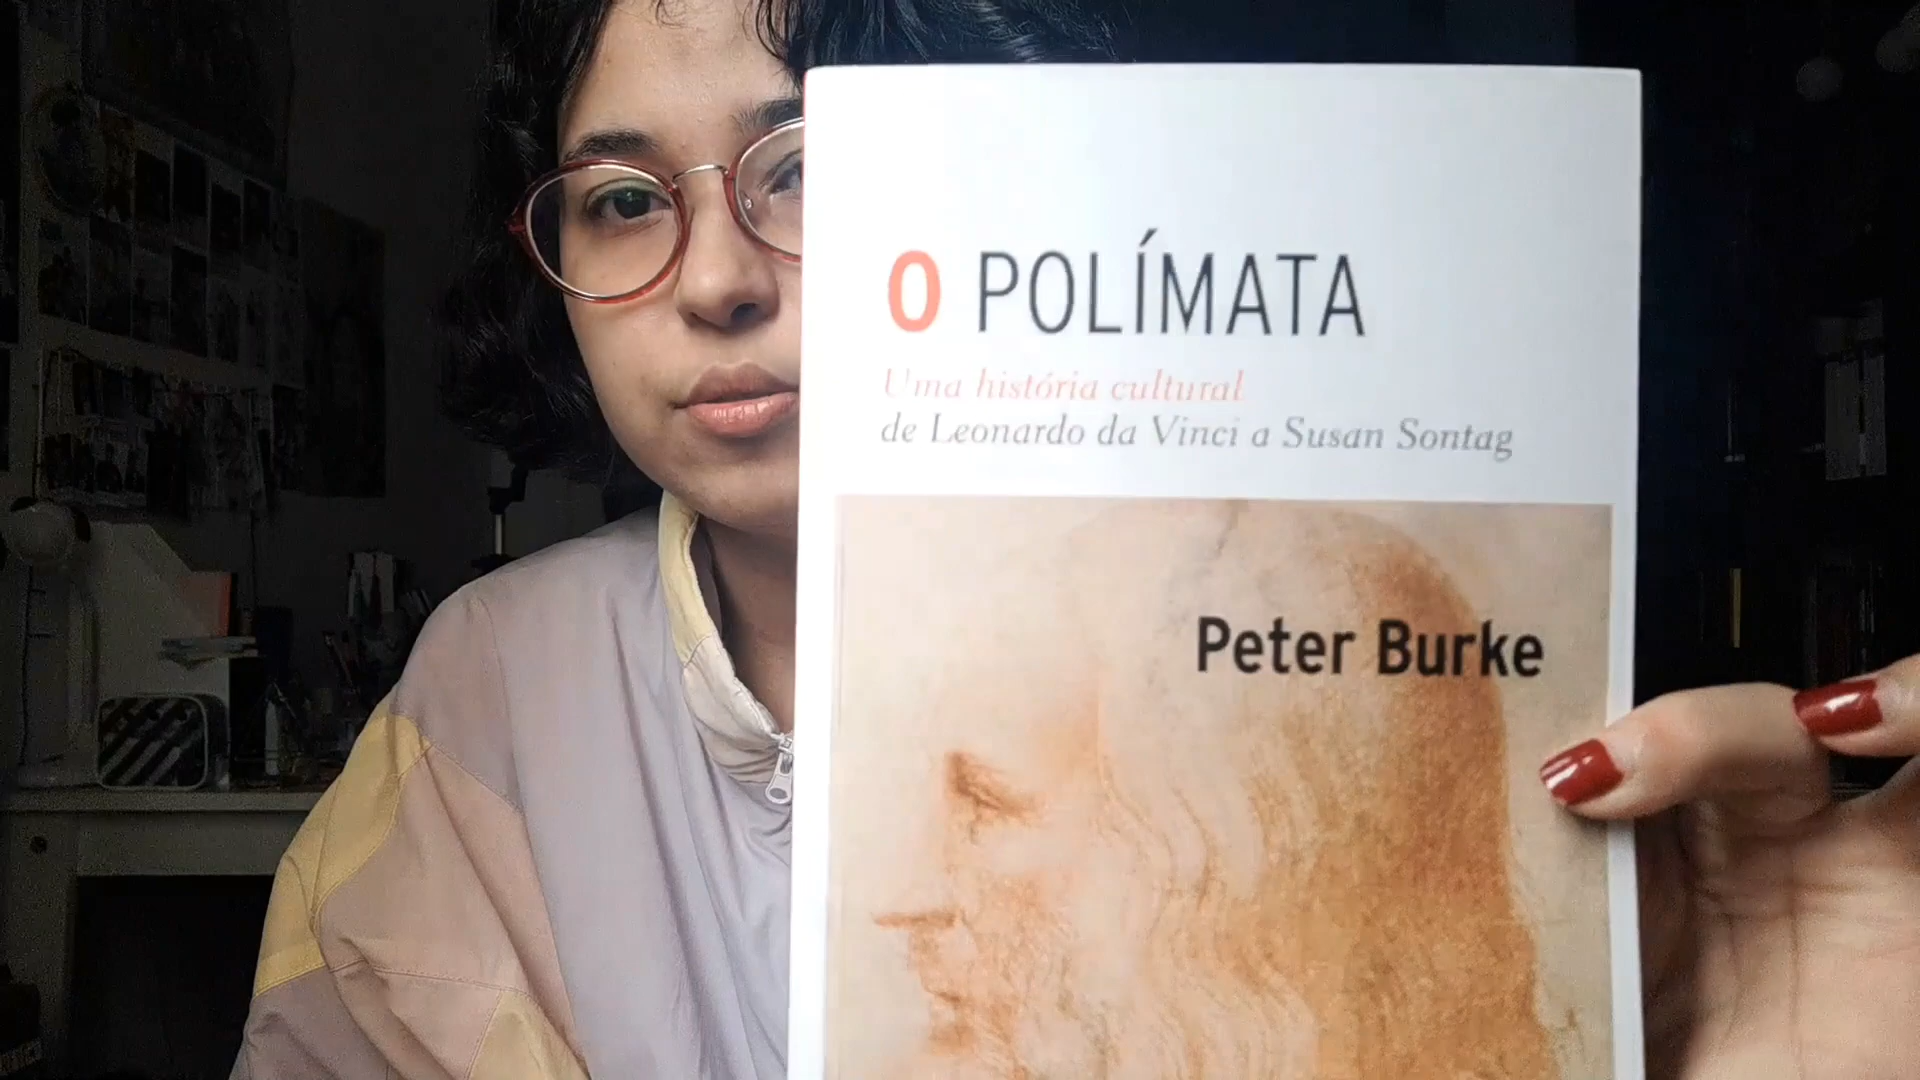 O POLÍMATA
Uma história cultural
de Leonardo da Vinci a Susan Sontag
Peter Burke